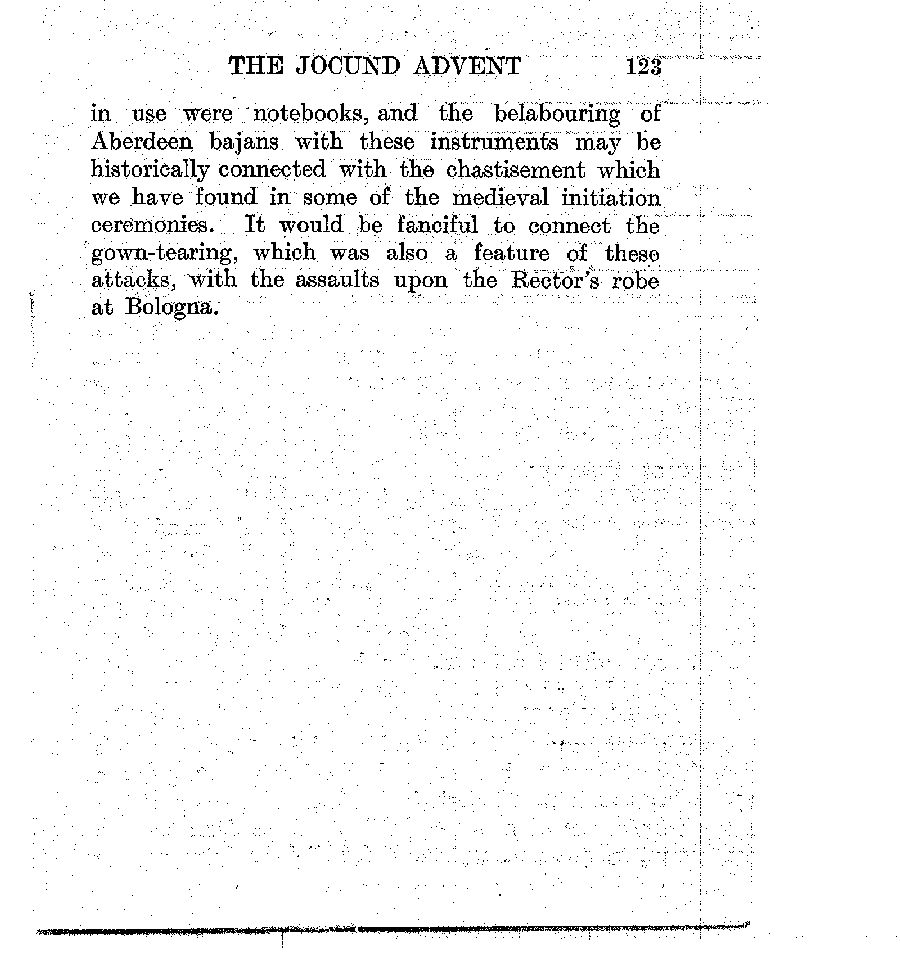 THE JOCUND ADVENT 123
in use were notebooks, and the belabouring of
Aberdeen bajans with these instruments may be
historically connected with the chastisement which
we have found in some of the medieval initiation
ceremonies. It would be fanciful to connect the
gown-tearing, which was also a feature of these
attacks, with the assaults upon the Rector's robe
at Bologna.